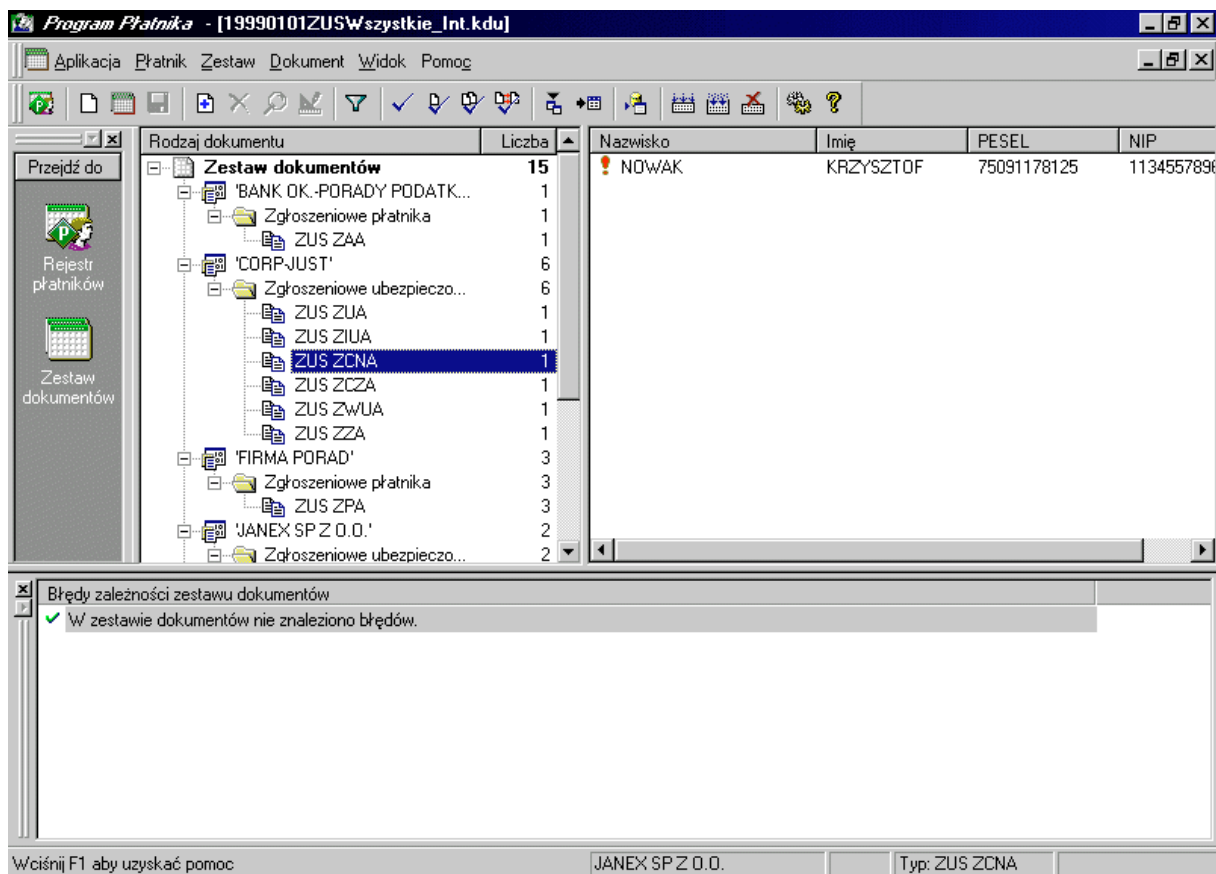 Program Płatnika - [19990101ZUSWszystkie_Int.kdu]
Aplikacja Płatnik Zestaw Dokument Widok Pomoc
Przejdź do
Rejestr
płatników
Zestaw
dokumentów
Rodzaj dokumentu Liczba
Zestaw dokumentów 15
'BANK OK.-PORADY PODATK... 1
Zgłoszeniowe płatnika 1
ZUS ZAA 1
'CORP-JUST' 6
Zgłoszeniowe ubezpieczo... 6
ZUS ZUA 1
ZUS ZIUA 1
ZUS ZCNA 1
ZUS ZCZA 1
ZUS ZWUA 1
ZUS ZZA 1
'FIRMA PORAD' 3
Zgłoszeniowe płatnika 3
ZUS ZPA 3
'JANEX SP Z O.O.' 2
Zgłoszeniowe ubezpieczo... 2
Nazwisko Imię PESEL NIP
NOWAK KRZYSZTOF 75091178125 1134557896
Błędy zależności zestawu dokumentów
W zestawie dokumentów nie znaleziono błędów.
Wciśnij F1 aby uzyskać pomoc JANEX SP Z O.O. Typ: ZUS ZCNA